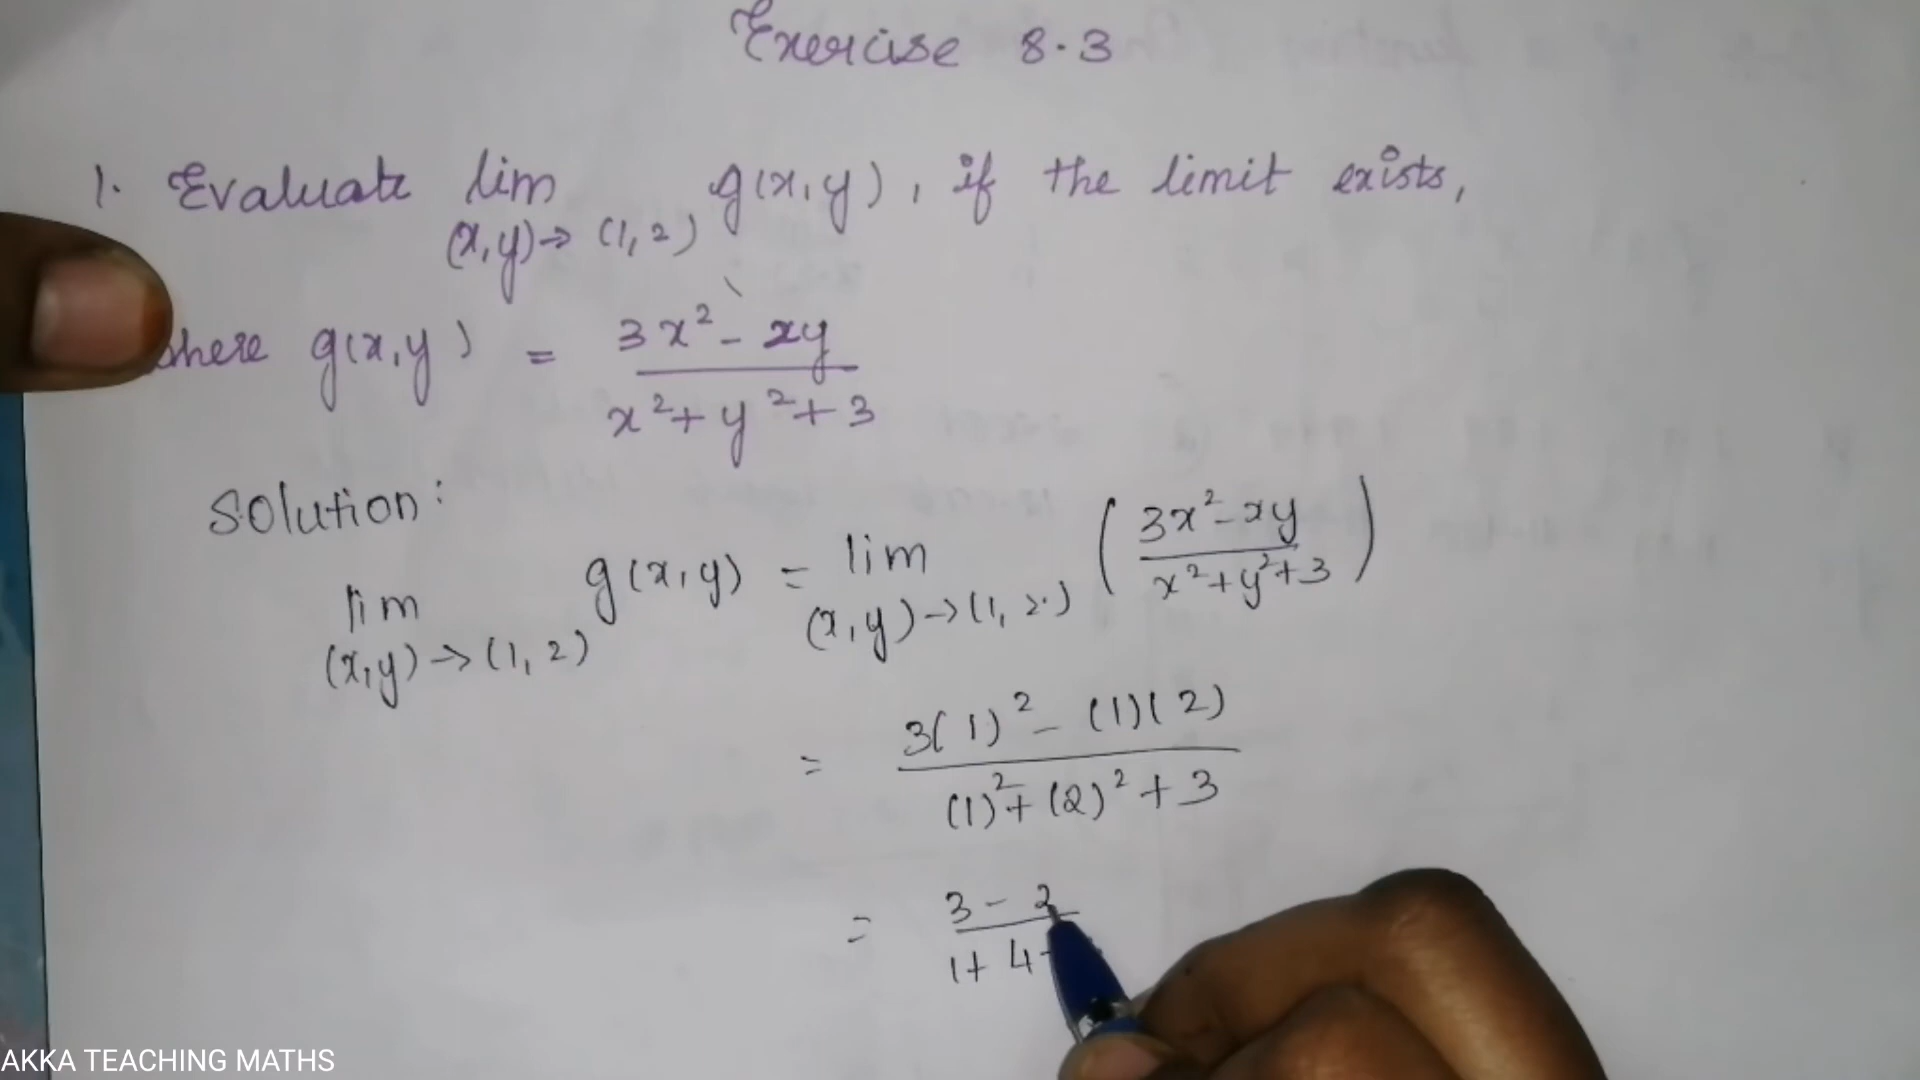 Exercise 8.3
1. Evaluate lim g(x,y), if the limit exists,
(x,y)→(1,2)
where g(x,y) = 3x²-xy / x²+y²+3
Solution:
lim g(x,y) = lim (3x²-xy / x²+y²+3)
(x,y)→(1,2) (x,y)→(1,2)
= 3(1)² - (1)(2) / (1)²+(2)²+3
= 3-2 / 1+4
AKKA TEACHING MATHS